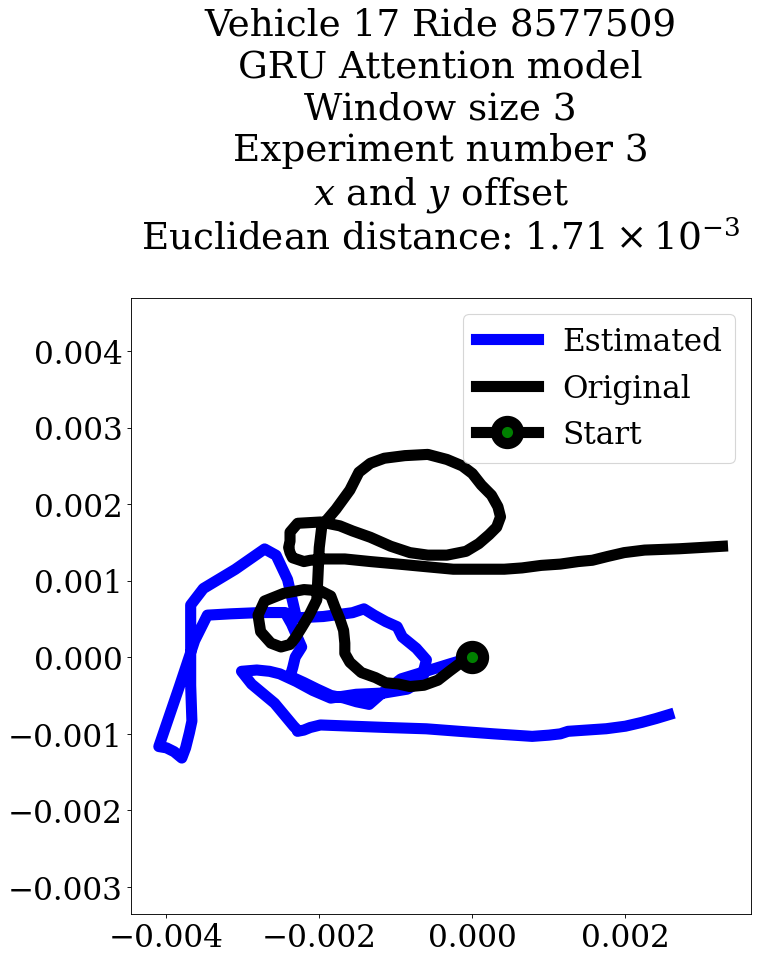 Vehicle 17 Ride 8577509
GRU Attention model
Window size 3
Experiment number 3
x and y offset
Euclidean distance: 1.71 × 10⁻³
Estimated
Original
Start
0.004
0.003
0.002
0.001
0.000
−0.001
−0.002
−0.003
−0.004 −0.002 0.000 0.002